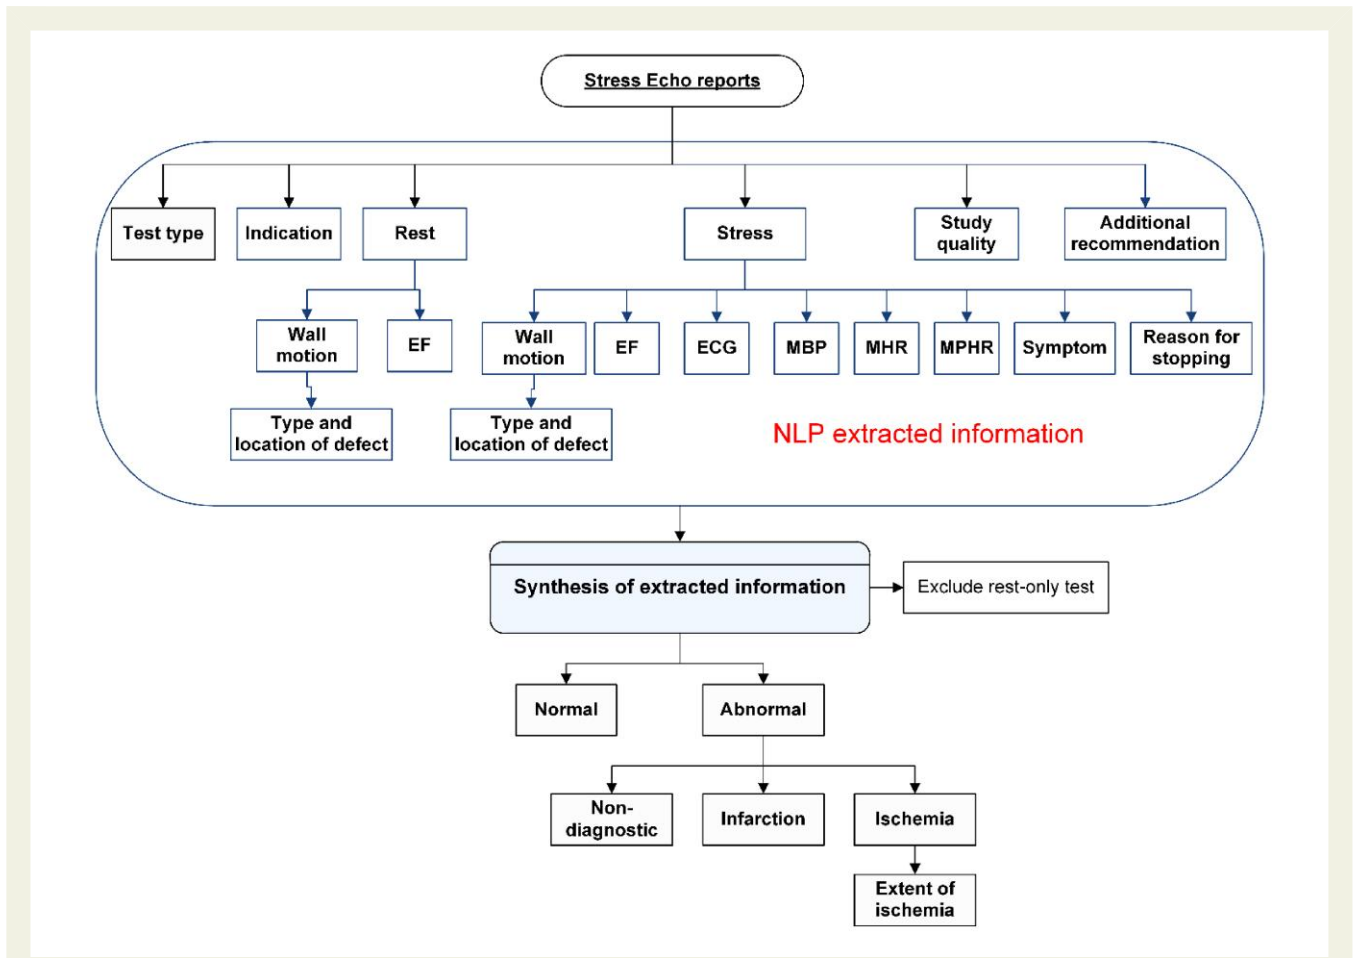 Stress Echo reports
Test type
Indication
Rest
Stress
Study
quality
Additional
recommendation
Wall
motion
EF
Wall
motion
EF
ECG
MBP
MHR
MPHR
Symptom
Reason for
stopping
Type and
location of defect
Type and
location of defect
NLP extracted information
Synthesis of extracted information
Exclude rest-only test
Normal
Abnormal
Non-
diagnostic
Infarction
Ischemia
Extent of
ischemia